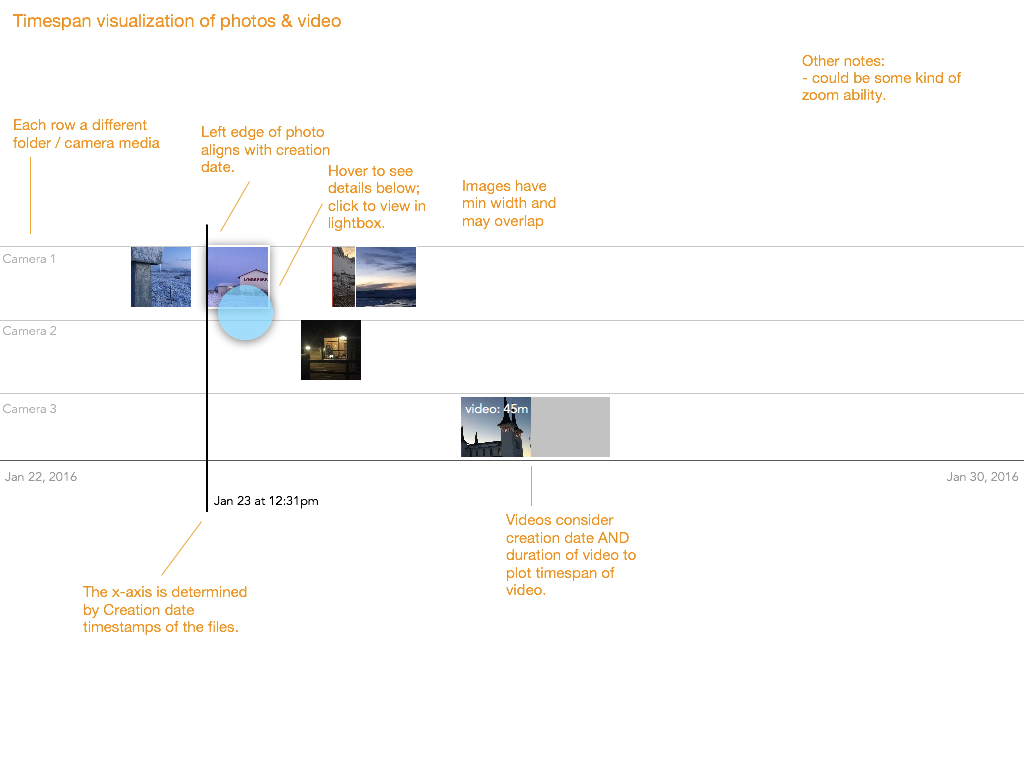 Timespan visualization of photos & video
Other notes:
- could be some kind of
zoom ability.
Each row a different
folder / camera media
Left edge of photo
aligns with creation
date.
Hover to see
details below;
click to view in
lightbox.
Images have
min width and
may overlap
Camera 1
Camera 2
Camera 3
video: 45m
Jan 22, 2016
Jan 30, 2016
Jan 23 at 12:31pm
Videos consider
creation date AND
duration of video to
plot timespan of
video.
The x-axis is determined
by Creation date
timestamps of the files.